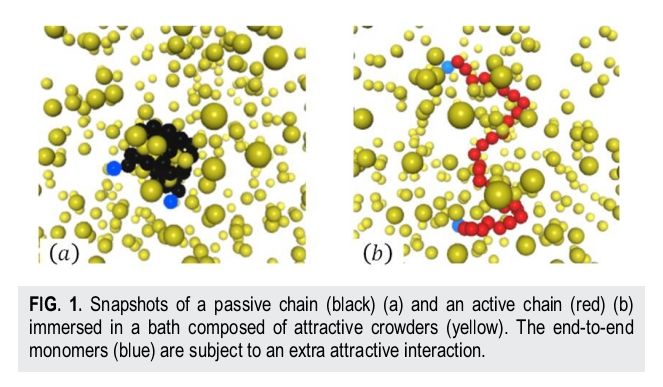 (a)
(b)
FIG. 1. Snapshots of a passive chain (black) (a) and an active chain (red) (b)
immersed in a bath composed of attractive crowders (yellow). The end-to-end
monomers (blue) are subject to an extra attractive interaction.